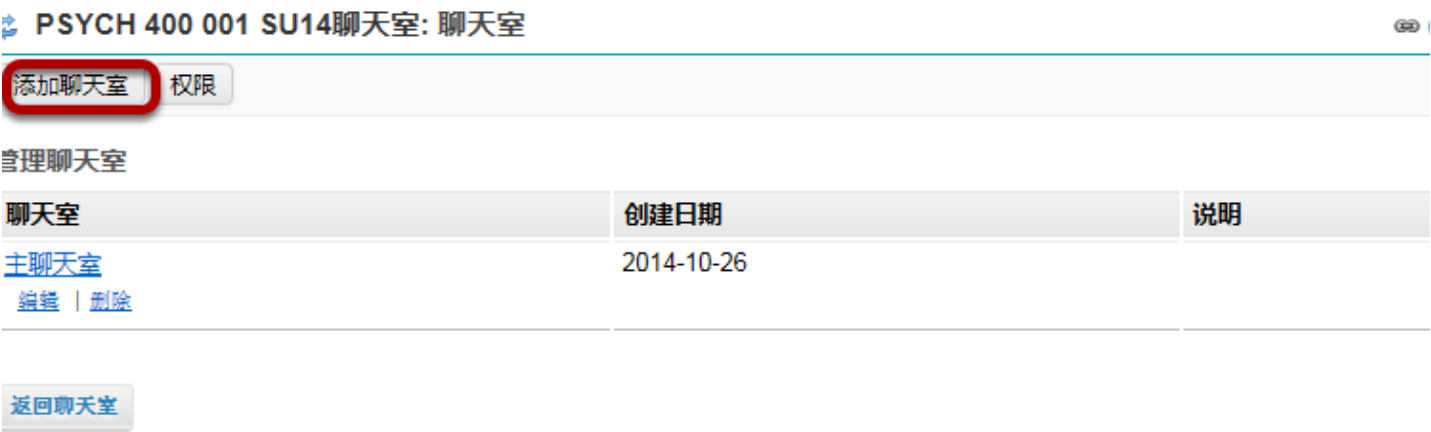 PSYCH 400 001 SU14聊天室: 聊天室
添加聊天室 权限
管理聊天室
聊天室 创建日期 说明
主聊天室 2014-10-26
编辑 | 删除
返回聊天室